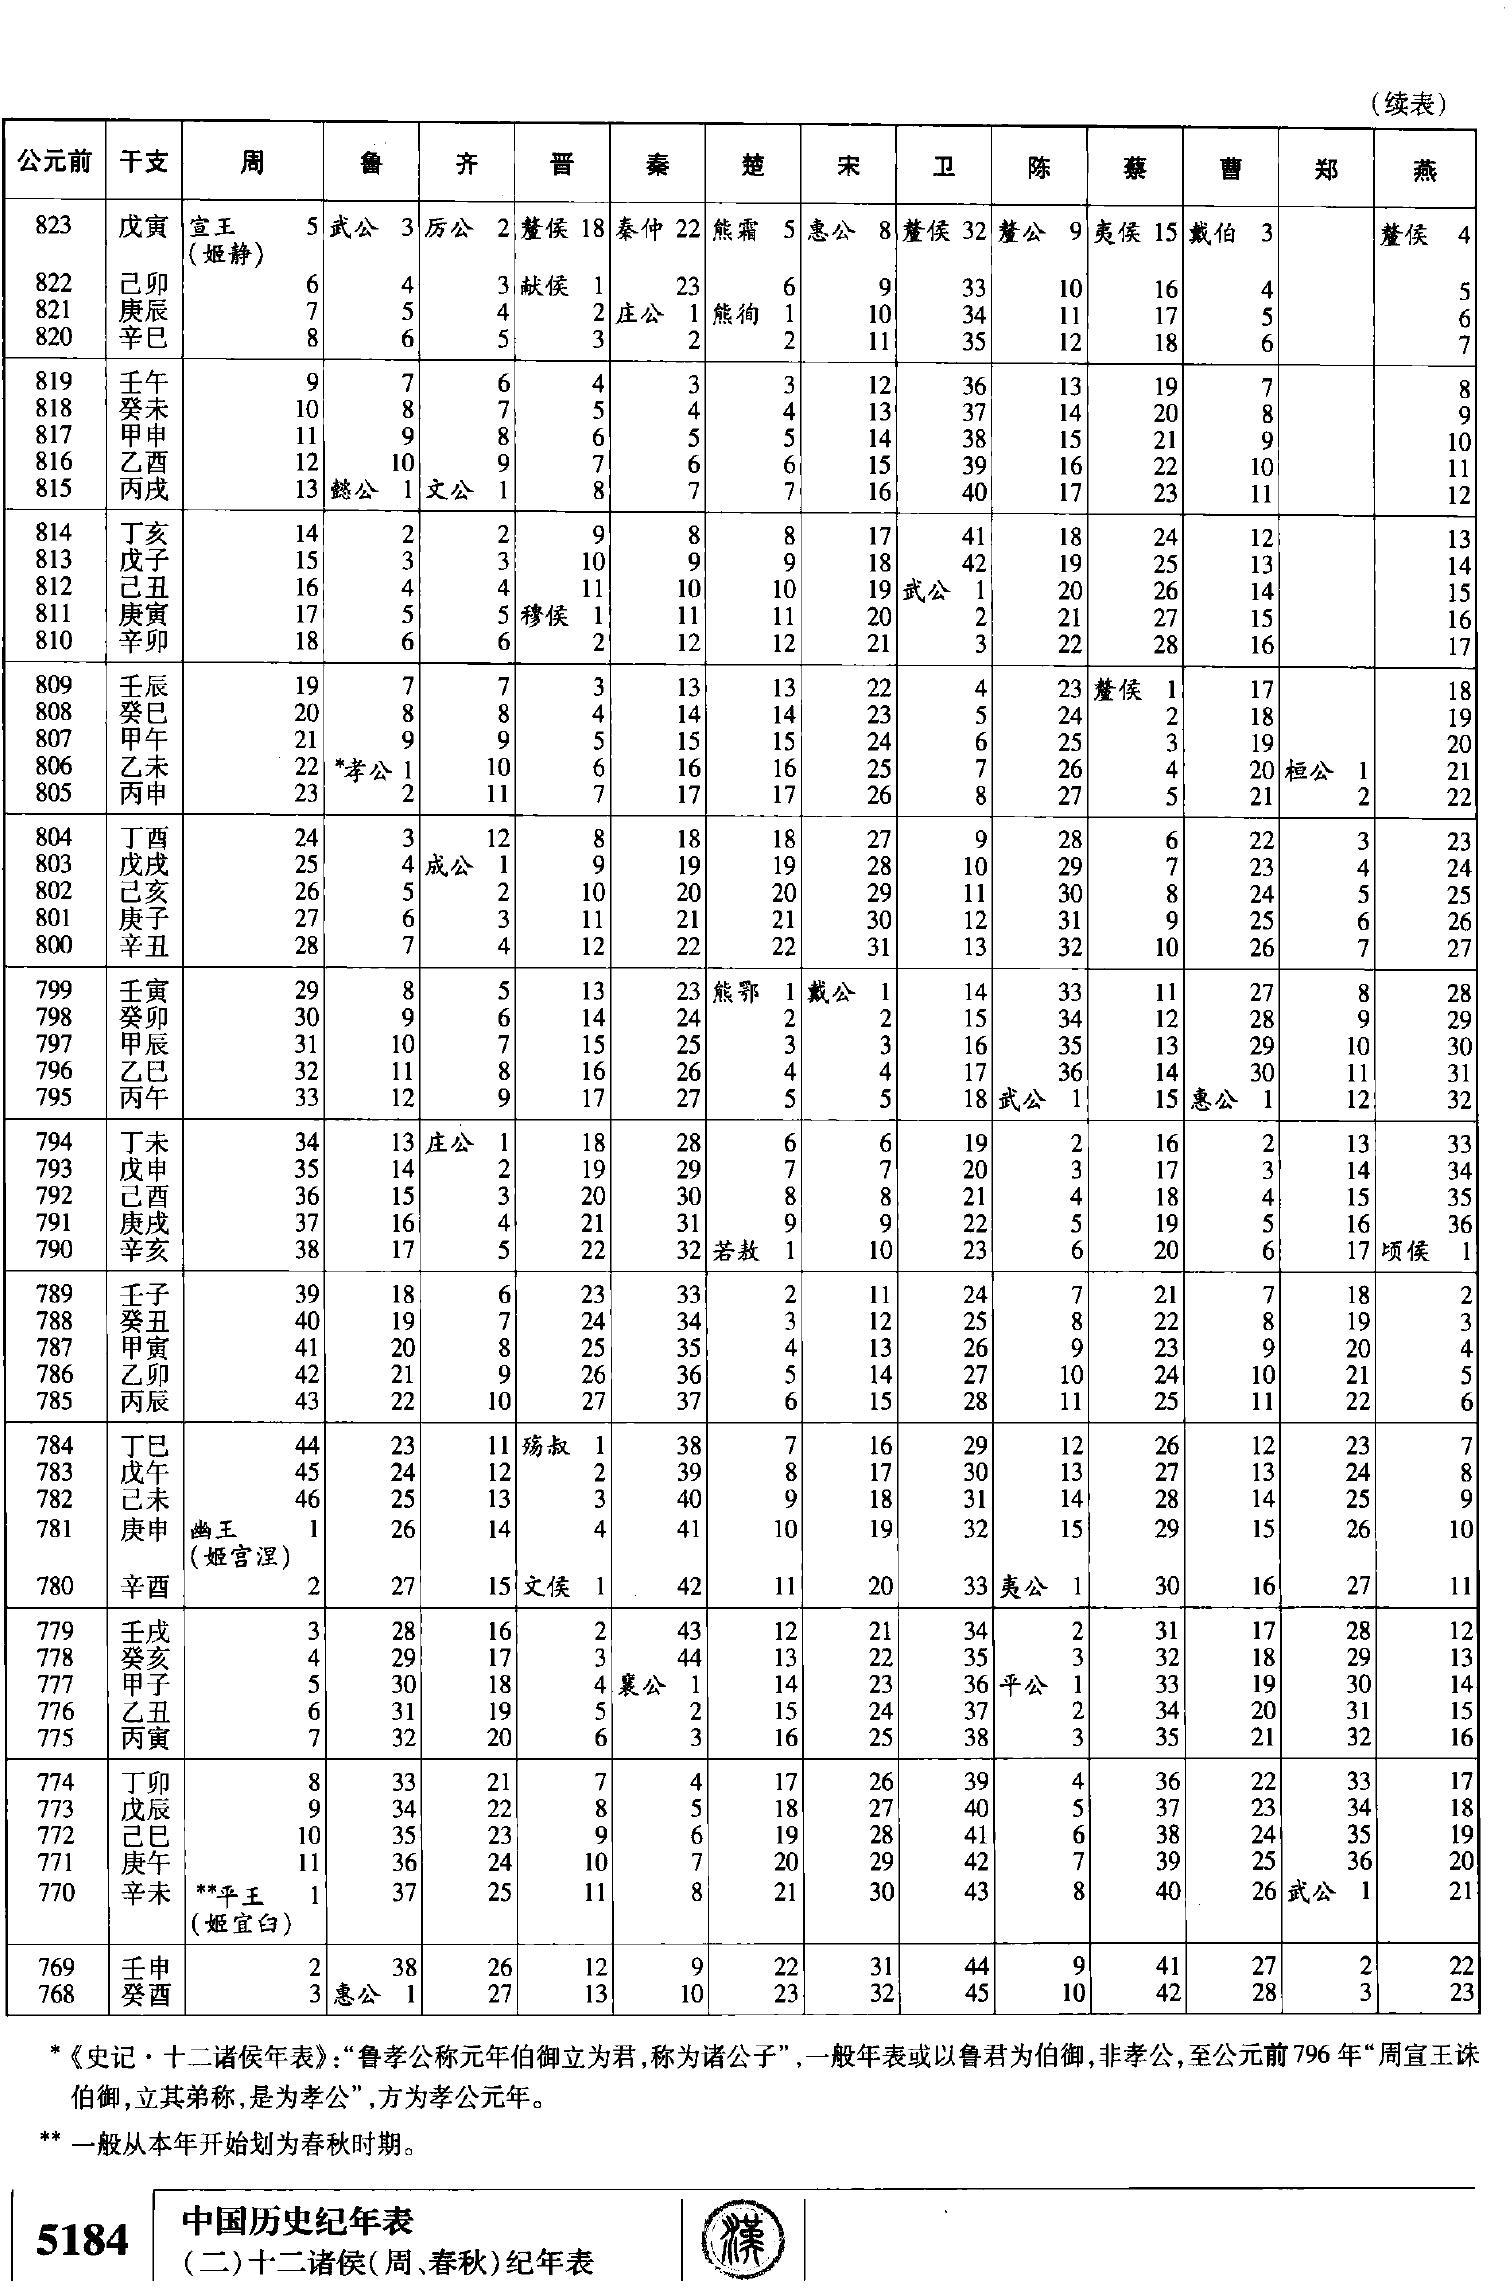 (续表)
公元前 干支 周 鲁 齐 晋 秦 楚 宋 卫 陈 蔡 曹 郑 燕
823 戊寅 宣王 5 武公 3 厉公 2 釐侯 18 秦仲 22 熊霜 5 惠公 8 釐侯 32 釐公 9 夷侯 15 戴伯 3 釐侯 4
(姬静)
822 己卯 6 4 3 献侯 1 23 6 9 33 10 16 4 5
821 庚辰 7 5 4 2 庄公 1 熊徇 1 10 34 11 17 5 6
820 辛巳 8 6 5 3 2 2 11 35 12 18 6 7
819 壬午 9 7 6 4 3 3 12 36 13 19 7 8
818 癸未 10 8 7 5 4 4 13 37 14 20 8 9
817 甲申 11 9 8 6 5 5 14 38 15 21 9 10
816 乙酉 12 10 9 7 6 6 15 39 16 22 10 11
815 丙戌 13 懿公 1 文公 1 8 7 7 16 40 17 23 11 12
814 丁亥 14 2 2 9 8 8 17 41 18 24 12 13
813 戊子 15 3 3 10 9 9 18 42 19 25 13 14
812 己丑 16 4 4 11 10 10 19 武公 1 20 26 14 15
811 庚寅 17 5 5 穆侯 1 11 11 20 2 21 27 15 16
810 辛卯 18 6 6 2 12 12 21 3 22 28 16 17
809 壬辰 19 7 7 3 13 13 22 4 23 釐侯 1 17 18
808 癸巳 20 8 8 4 14 14 23 5 24 2 18 19
807 甲午 21 9 9 5 15 15 24 6 25 3 19 20
806 乙未 22 *孝公 1 10 6 16 16 25 7 26 4 20 桓公 1 21
805 丙申 23 2 11 7 17 17 26 8 27 5 21 2 22
804 丁酉 24 3 12 8 18 18 27 9 28 6 22 3 23
803 戊戌 25 4 成公 1 9 19 19 28 10 29 7 23 4 24
802 己亥 26 5 2 10 20 20 29 11 30 8 24 5 25
801 庚子 27 6 3 11 21 21 30 12 31 9 25 6 26
800 辛丑 28 7 4 12 22 22 31 13 32 10 26 7 27
799 壬寅 29 8 5 13 23 熊鄂 1 戴公 1 14 33 11 27 8 28
798 癸卯 30 9 6 14 24 2 2 15 34 12 28 9 29
797 甲辰 31 10 7 15 25 3 3 16 35 13 29 10 30
796 乙巳 32 11 8 16 26 4 4 17 36 14 30 11 31
795 丙午 33 12 9 17 27 5 5 18 武公 1 15 惠公 1 12 32
794 丁未 34 13 庄公 1 18 28 6 6 19 2 16 2 13 33
793 戊申 35 14 2 19 29 7 7 20 3 17 3 14 34
792 己酉 36 15 3 20 30 8 8 21 4 18 4 15 35
791 庚戌 37 16 4 21 31 9 9 22 5 19 5 16 36
790 辛亥 38 17 5 22 32 若敖 1 10 23 6 20 6 17 顷侯 1
789 壬子 39 18 6 23 33 2 11 24 7 21 7 18 2
788 癸丑 40 19 7 24 34 3 12 25 8 22 8 19 3
787 甲寅 41 20 8 25 35 4 13 26 9 23 9 20 4
786 乙卯 42 21 9 26 36 5 14 27 10 24 10 21 5
785 丙辰 43 22 10 27 37 6 15 28 11 25 11 22 6
784 丁巳 44 23 11 殇叔 1 38 7 16 29 12 26 12 23 7
783 戊午 45 24 12 2 39 8 17 30 13 27 13 24 8
782 己未 46 25 13 3 40 9 18 31 14 28 14 25 9
781 庚申 幽王 1 26 14 4 41 10 19 32 15 29 15 26 10
(姬宫涅)
780 辛酉 2 27 15 文侯 1 42 11 20 33 夷公 1 30 16 27 11
779 壬戌 3 28 16 2 43 12 21 34 2 31 17 28 12
778 癸亥 4 29 17 3 44 13 22 35 3 32 18 29 13
777 甲子 5 30 18 4 襄公 1 14 23 36 平公 1 33 19 30 14
776 乙丑 6 31 19 5 2 15 24 37 2 34 20 31 15
775 丙寅 7 32 20 6 3 16 25 38 3 35 21 32 16
774 丁卯 8 33 21 7 4 17 26 39 4 36 22 33 17
773 戊辰 9 34 22 8 5 18 27 40 5 37 23 34 18
772 己巳 10 35 23 9 6 19 28 41 6 38 24 35 19
771 庚午 11 36 24 10 7 20 29 42 7 39 25 36 20
770 辛未 **平王 1 37 25 11 8 21 30 43 8 40 26 武公 1 21
(姬宜臼)
769 壬申 2 38 26 12 9 22 31 44 9 41 27 2 22
768 癸酉 3 惠公 1 27 13 10 23 32 45 10 42 28 3 23
*《史记·十二诸侯年表》:“鲁孝公称元年伯御立为君,称为诸公子”,一般年表或以鲁君为伯御,非孝公,至公元前796年“周宣王诛
伯御,立其弟称,是为孝公”,方为孝公元年。
**一般从本年开始划为春秋时期。
5184
中国历史纪年表
(二)十二诸侯(周、春秋)纪年表
漢